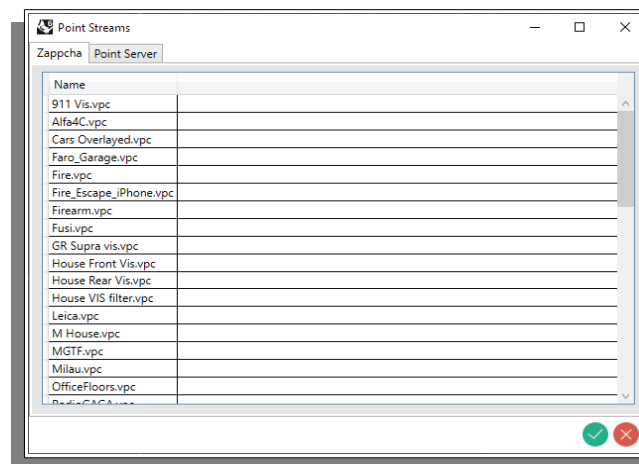 Point Streams
Zappcha Point Server
Name
911 Vis.vpc
Alfa4C.vpc
Cars Overlayed.vpc
Faro_Garage.vpc
Fire.vpc
Fire_Escape_iPhone.vpc
Firearm.vpc
Fusi.vpc
GR Supra vis.vpc
House Front Vis.vpc
House Rear Vis.vpc
House VIS filter.vpc
Leica.vpc
M House.vpc
MGTF.vpc
Milau.vpc
OfficeFloors.vpc